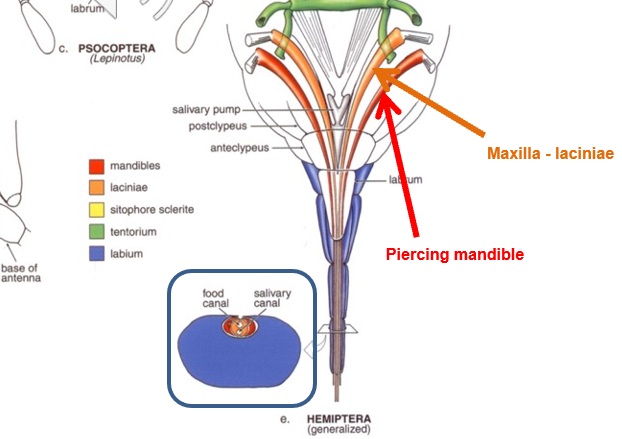 labrum
c. PSOCOPTERA
(Lepinotus)
salivary pump
postclypeus
anteclypeus
labrum
Maxilla - laciniae
Piercing mandible
mandibles
laciniae
sitophore sclerite
tentorium
labium
base of
antenna
food
canal
salivary
canal
e. HEMIPTERA
(generalized)